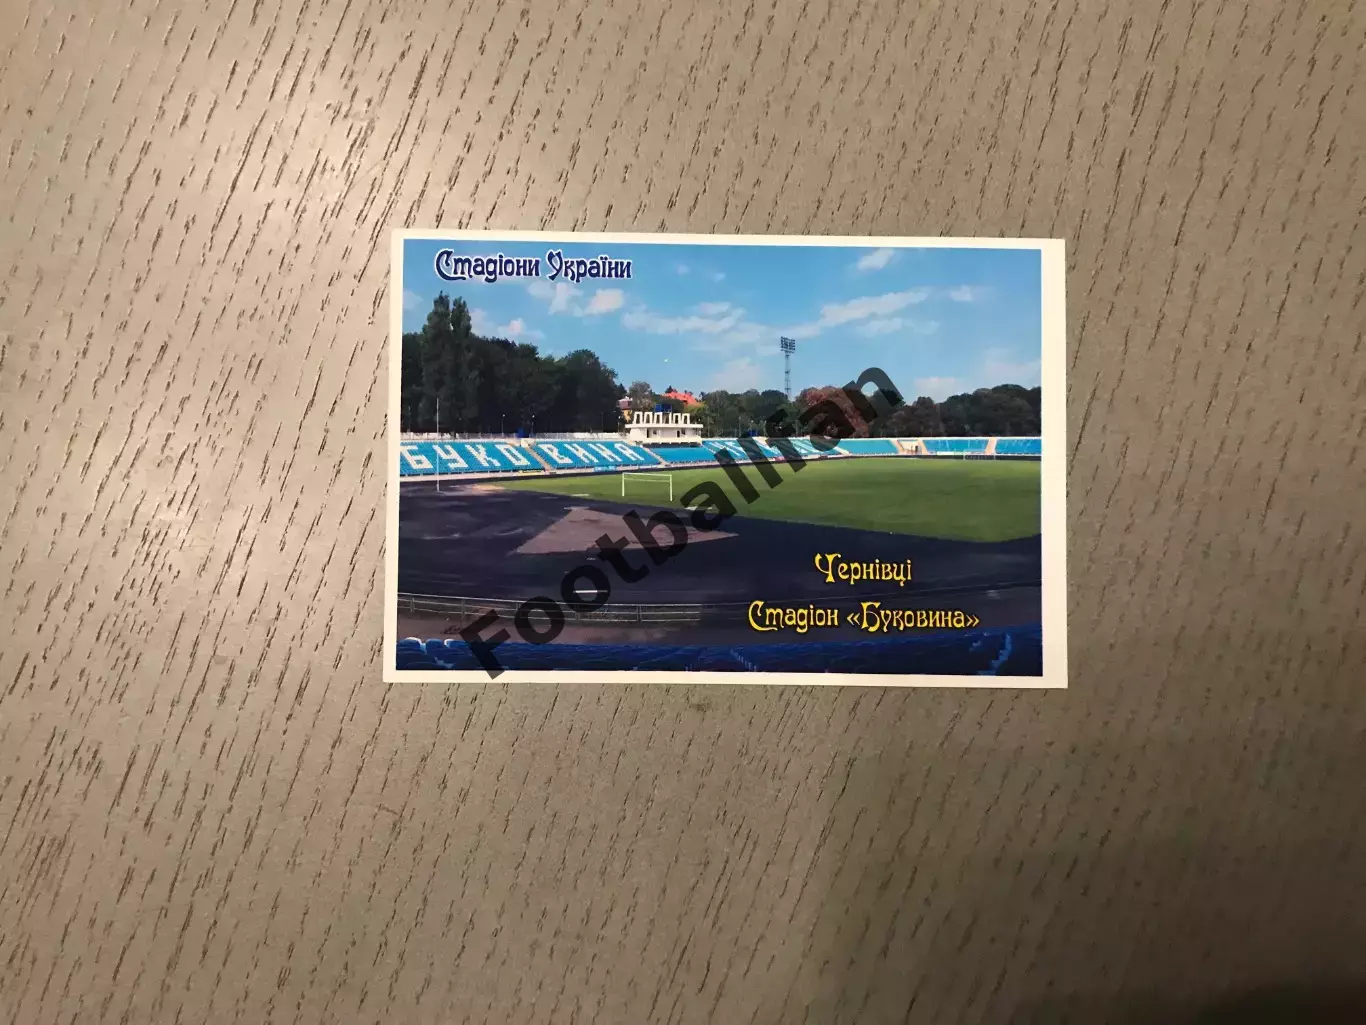 Стадіони України
БУКОВИНА
Чернівці
Стадіон «Буковина»
Footballfan